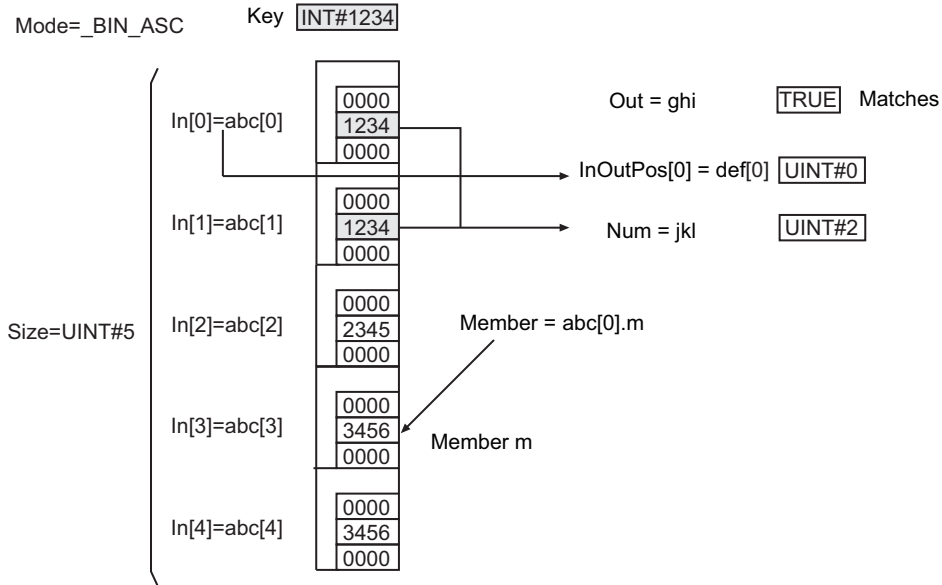 Mode=_BIN_ASC Key INT#1234
0000
In[0]=abc[0] 1234
0000
Out = ghi TRUE Matches
InOutPos[0] = def[0] UINT#0
0000
In[1]=abc[1] 1234
0000
Num = jkl UINT#2
Size=UINT#5
0000
In[2]=abc[2] 2345
0000
Member = abc[0].m
0000
In[3]=abc[3] 3456
0000
Member m
0000
In[4]=abc[4] 3456
0000